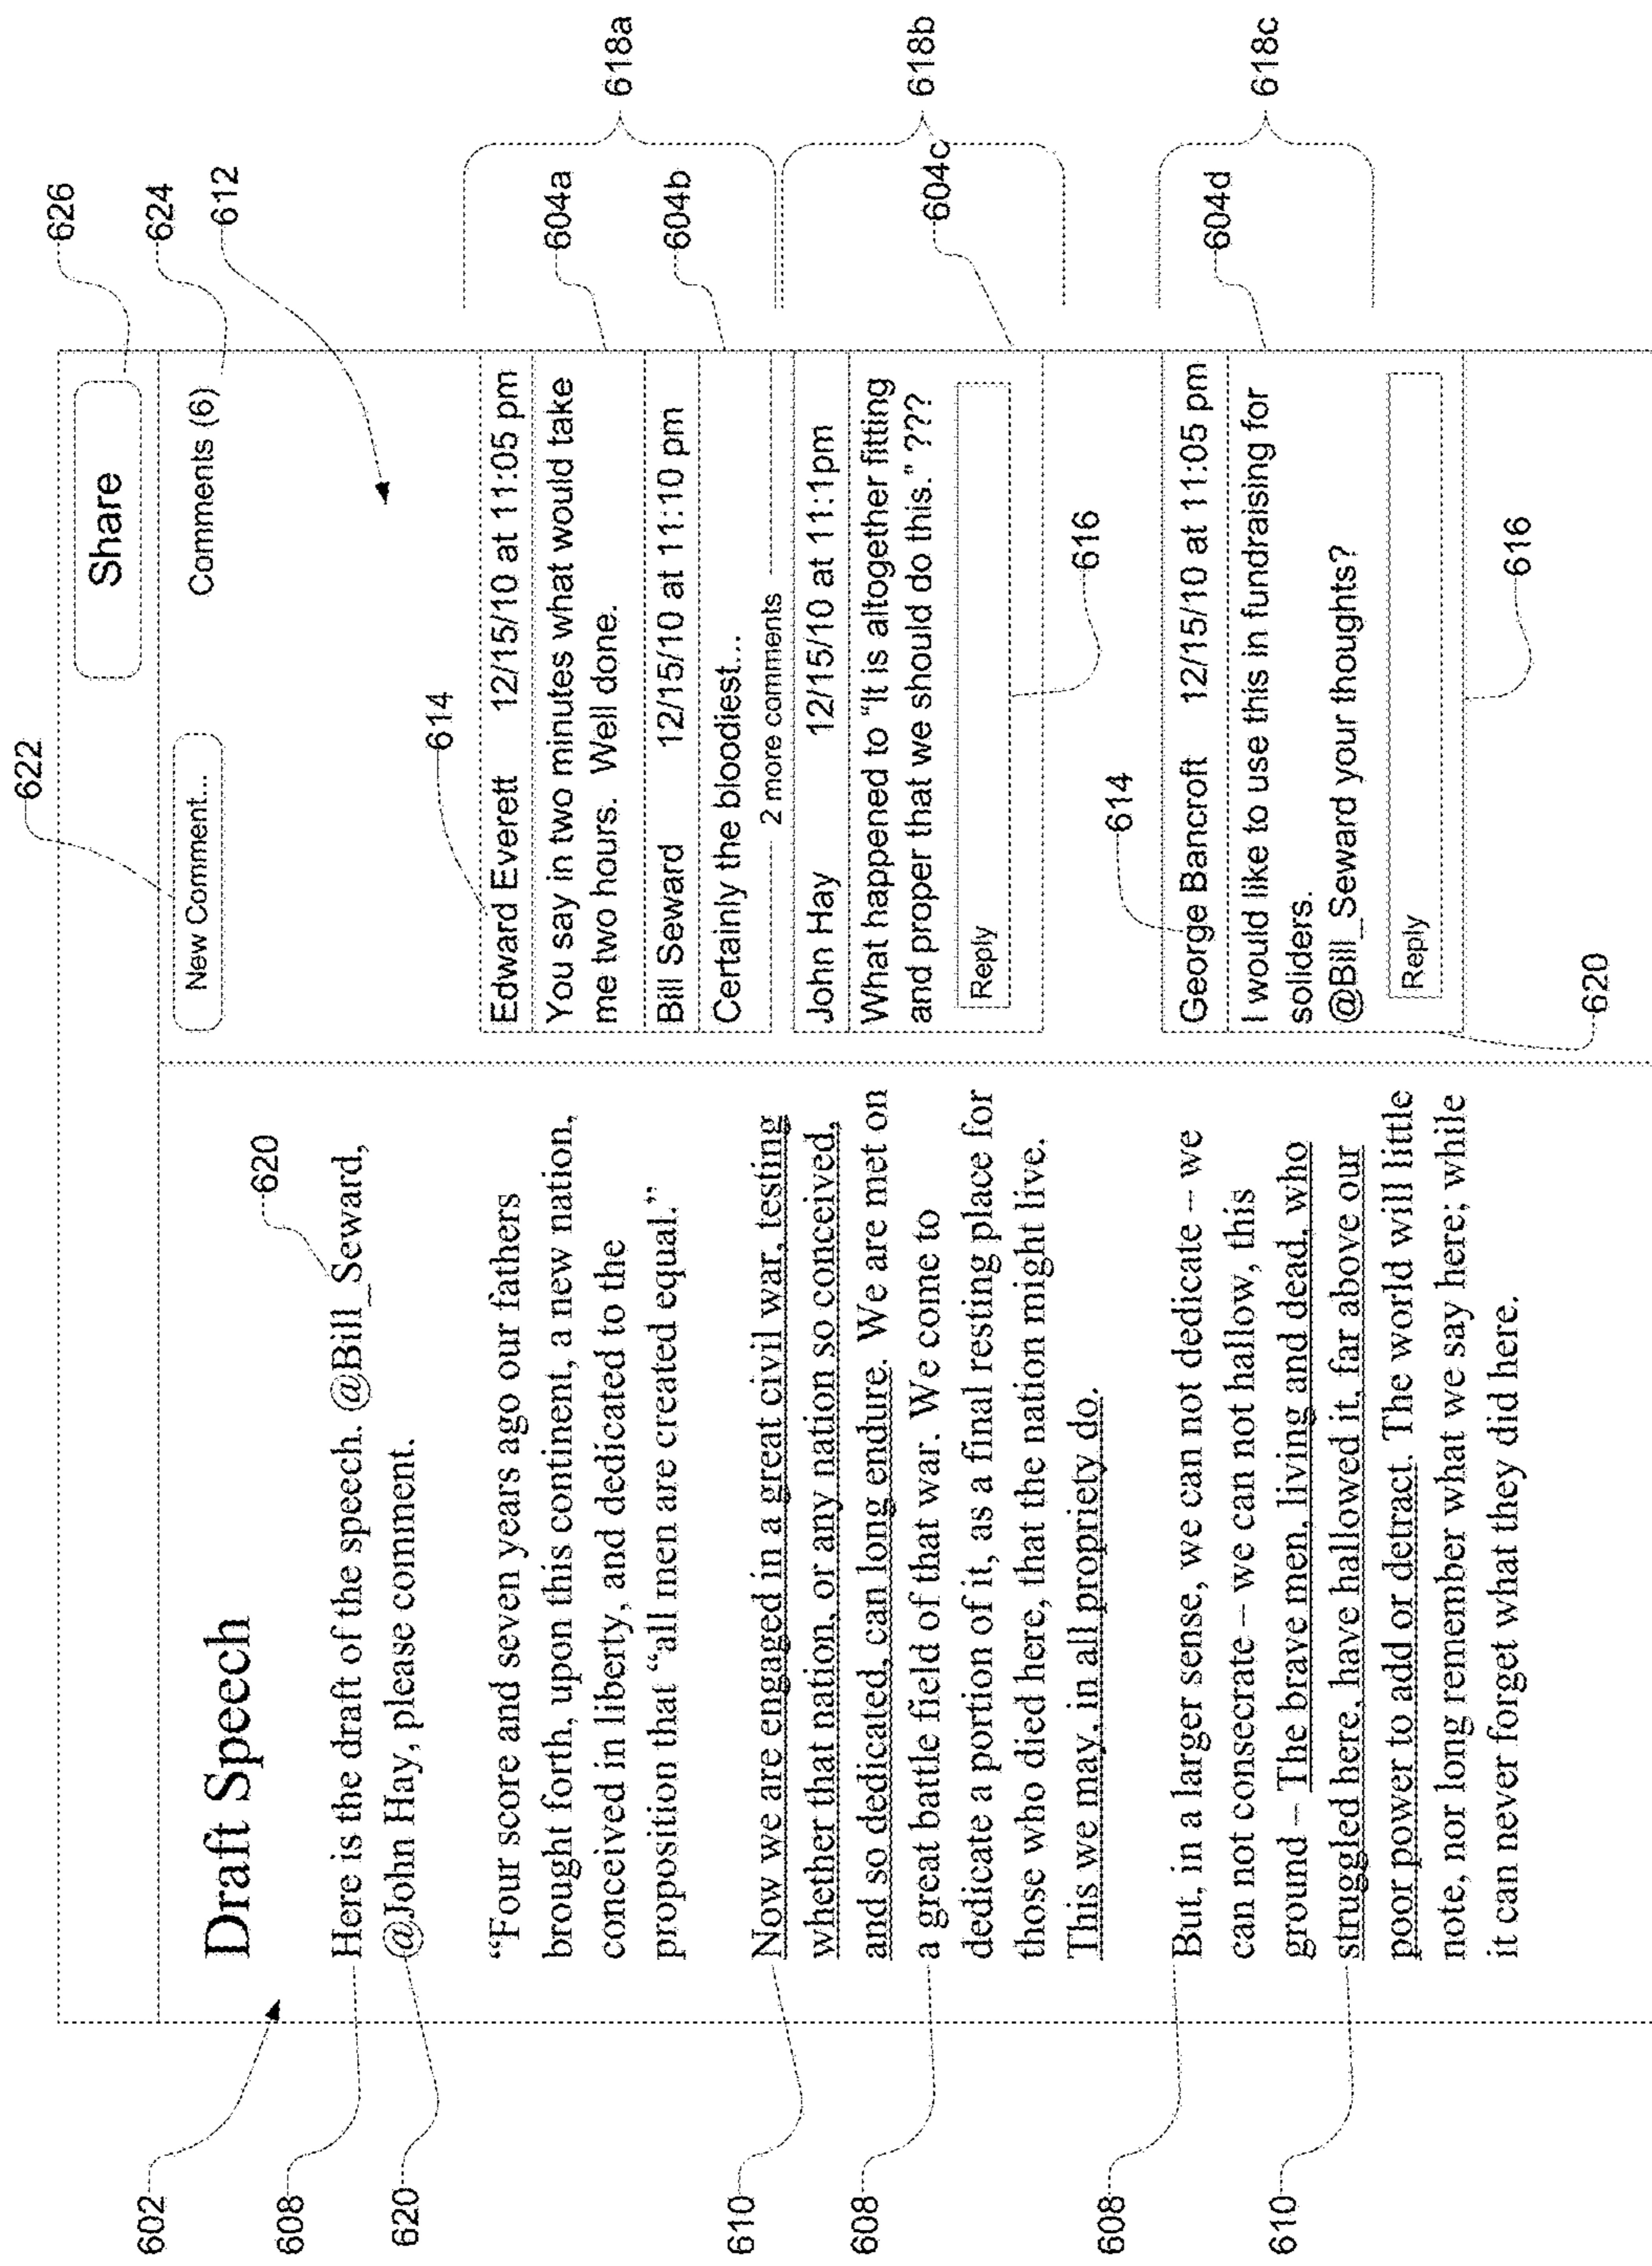 622
626
624
612
Share
New Comment...
Comments (6)
602
608
620
Draft Speech
620
Here is the draft of the speech. @Bill_Seward,
@John Hay, please comment.
“Four score and seven years ago our fathers
brought forth, upon this continent, a new nation,
conceived in liberty, and dedicated to the
proposition that “all men are created equal.”
610
608
Now we are engaged in a great civil war, testing
whether that nation, or any nation so conceived,
and so dedicated, can long endure. We are met on
a great battle field of that war. We come to
dedicate a portion of it, as a final resting place for
those who died here, that the nation might live.
This we may, in all propriety do.
608
610
But, in a larger sense, we can not dedicate – we
can not consecrate – we can not hallow, this
ground – The brave men, living and dead, who
struggled here, have hallowed it, far above our
poor power to add or detract. The world will little
note, nor long remember what we say here; while
it can never forget what they did here.
614
Edward Everett 12/15/10 at 11:05 pm
You say in two minutes what would take
me two hours. Well done.
Bill Seward 12/15/10 at 11:10 pm
Certainly the bloodiest...
2 more comments
John Hay 12/15/10 at 11:1pm
What happened to "It is altogether fitting
and proper that we should do this." ???
Reply
616
614
George Bancroft 12/15/10 at 11:05 pm
I would like to use this in fundraising for
soliders.
@Bill_Seward your thoughts?
Reply
616
620
604a
618a
604b
604c
618b
604d
618c